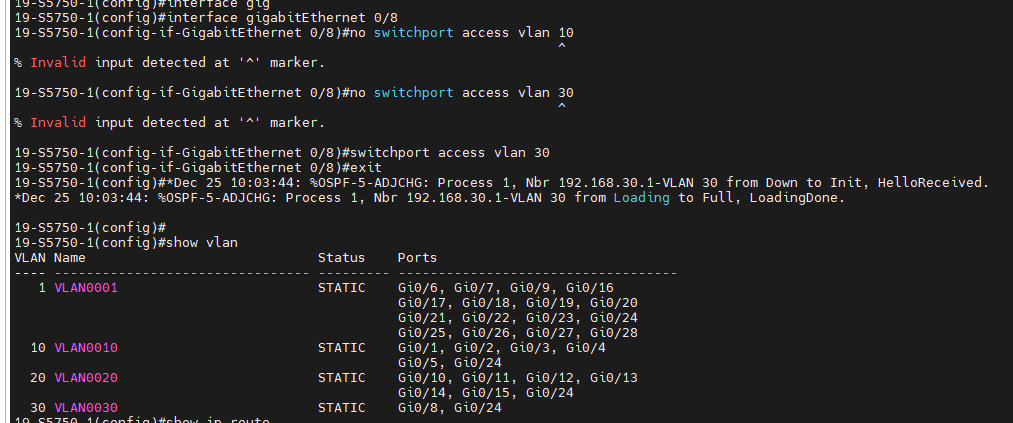 19-S5750-1(config)#interface gig
19-S5750-1(config)#interface gigabitEthernet 0/8
19-S5750-1(config-if-GigabitEthernet 0/8)#no switchport access vlan 10
^
% Invalid input detected at '^' marker.
19-S5750-1(config-if-GigabitEthernet 0/8)#no switchport access vlan 30
^
% Invalid input detected at '^' marker.
19-S5750-1(config-if-GigabitEthernet 0/8)#switchport access vlan 30
19-S5750-1(config-if-GigabitEthernet 0/8)#exit
19-S5750-1(config)#*Dec 25 10:03:44: %OSPF-5-ADJCHG: Process 1, Nbr 192.168.30.1-VLAN 30 from Down to Init, HelloReceived.
*Dec 25 10:03:44: %OSPF-5-ADJCHG: Process 1, Nbr 192.168.30.1-VLAN 30 from Loading to Full, LoadingDone.
19-S5750-1(config)#
19-S5750-1(config)#show vlan
VLAN Name Status Ports
---- -------------------------------- --------- -----------------------------------
1 VLAN0001 STATIC Gi0/6, Gi0/7, Gi0/9, Gi0/16
Gi0/17, Gi0/18, Gi0/19, Gi0/20
Gi0/21, Gi0/22, Gi0/23, Gi0/24
Gi0/25, Gi0/26, Gi0/27, Gi0/28
10 VLAN0010 STATIC Gi0/1, Gi0/2, Gi0/3, Gi0/4
Gi0/5, Gi0/24
20 VLAN0020 STATIC Gi0/10, Gi0/11, Gi0/12, Gi0/13
Gi0/14, Gi0/15, Gi0/24
30 VLAN0030 STATIC Gi0/8, Gi0/24
19-S5750-1(config)#show ip route